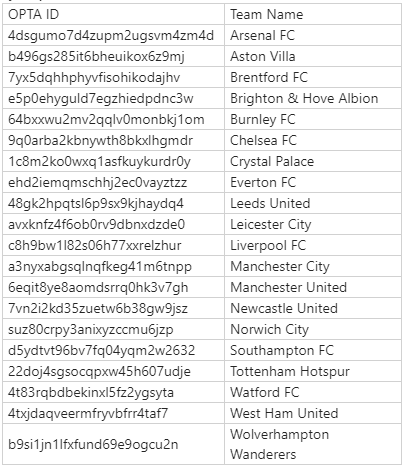 OPTA ID Team Name
4dsgumo7d4zupm2ugsvm4zm4d Arsenal FC
b496gs285it6bheuikox6z9mj Aston Villa
7yx5dqhhphyvfisohikodajhv Brentford FC
e5p0ehyguld7egzhiedpdnc3w Brighton & Hove Albion
64bxxwu2mv2qqlv0monbkj1om Burnley FC
9q0arba2kbnywth8bkxlhgmdr Chelsea FC
1c8m2ko0wxq1asfkuykurdr0y Crystal Palace
ehd2iemqmschhj2ec0vayztzz Everton FC
48gk2hpqtsl6p9sx9kjhaydq4 Leeds United
avxknfz4f6ob0rv9dbnxdzde0 Leicester City
c8h9bw1l82s06h77xxrelzhur Liverpool FC
a3nyxabgsqlnqfkeg41m6tnpp Manchester City
6eqit8ye8aomdsrrq0hk3v7gh Manchester United
7vn2i2kd35zuetw6b38gw9jsz Newcastle United
suz80crpy3anixyzccmu6jzp Norwich City
d5ydtvt96bv7fq04yqm2w2632 Southampton FC
22doj4sgsocqpxw45h607udje Tottenham Hotspur
4t83rqbdbekinxl5fz2ygsyta Watford FC
4txjdaqveermfryvbfrr4taf7 West Ham United
b9si1jn1lfxfund69e9ogcu2n Wolverhampton
Wanderers